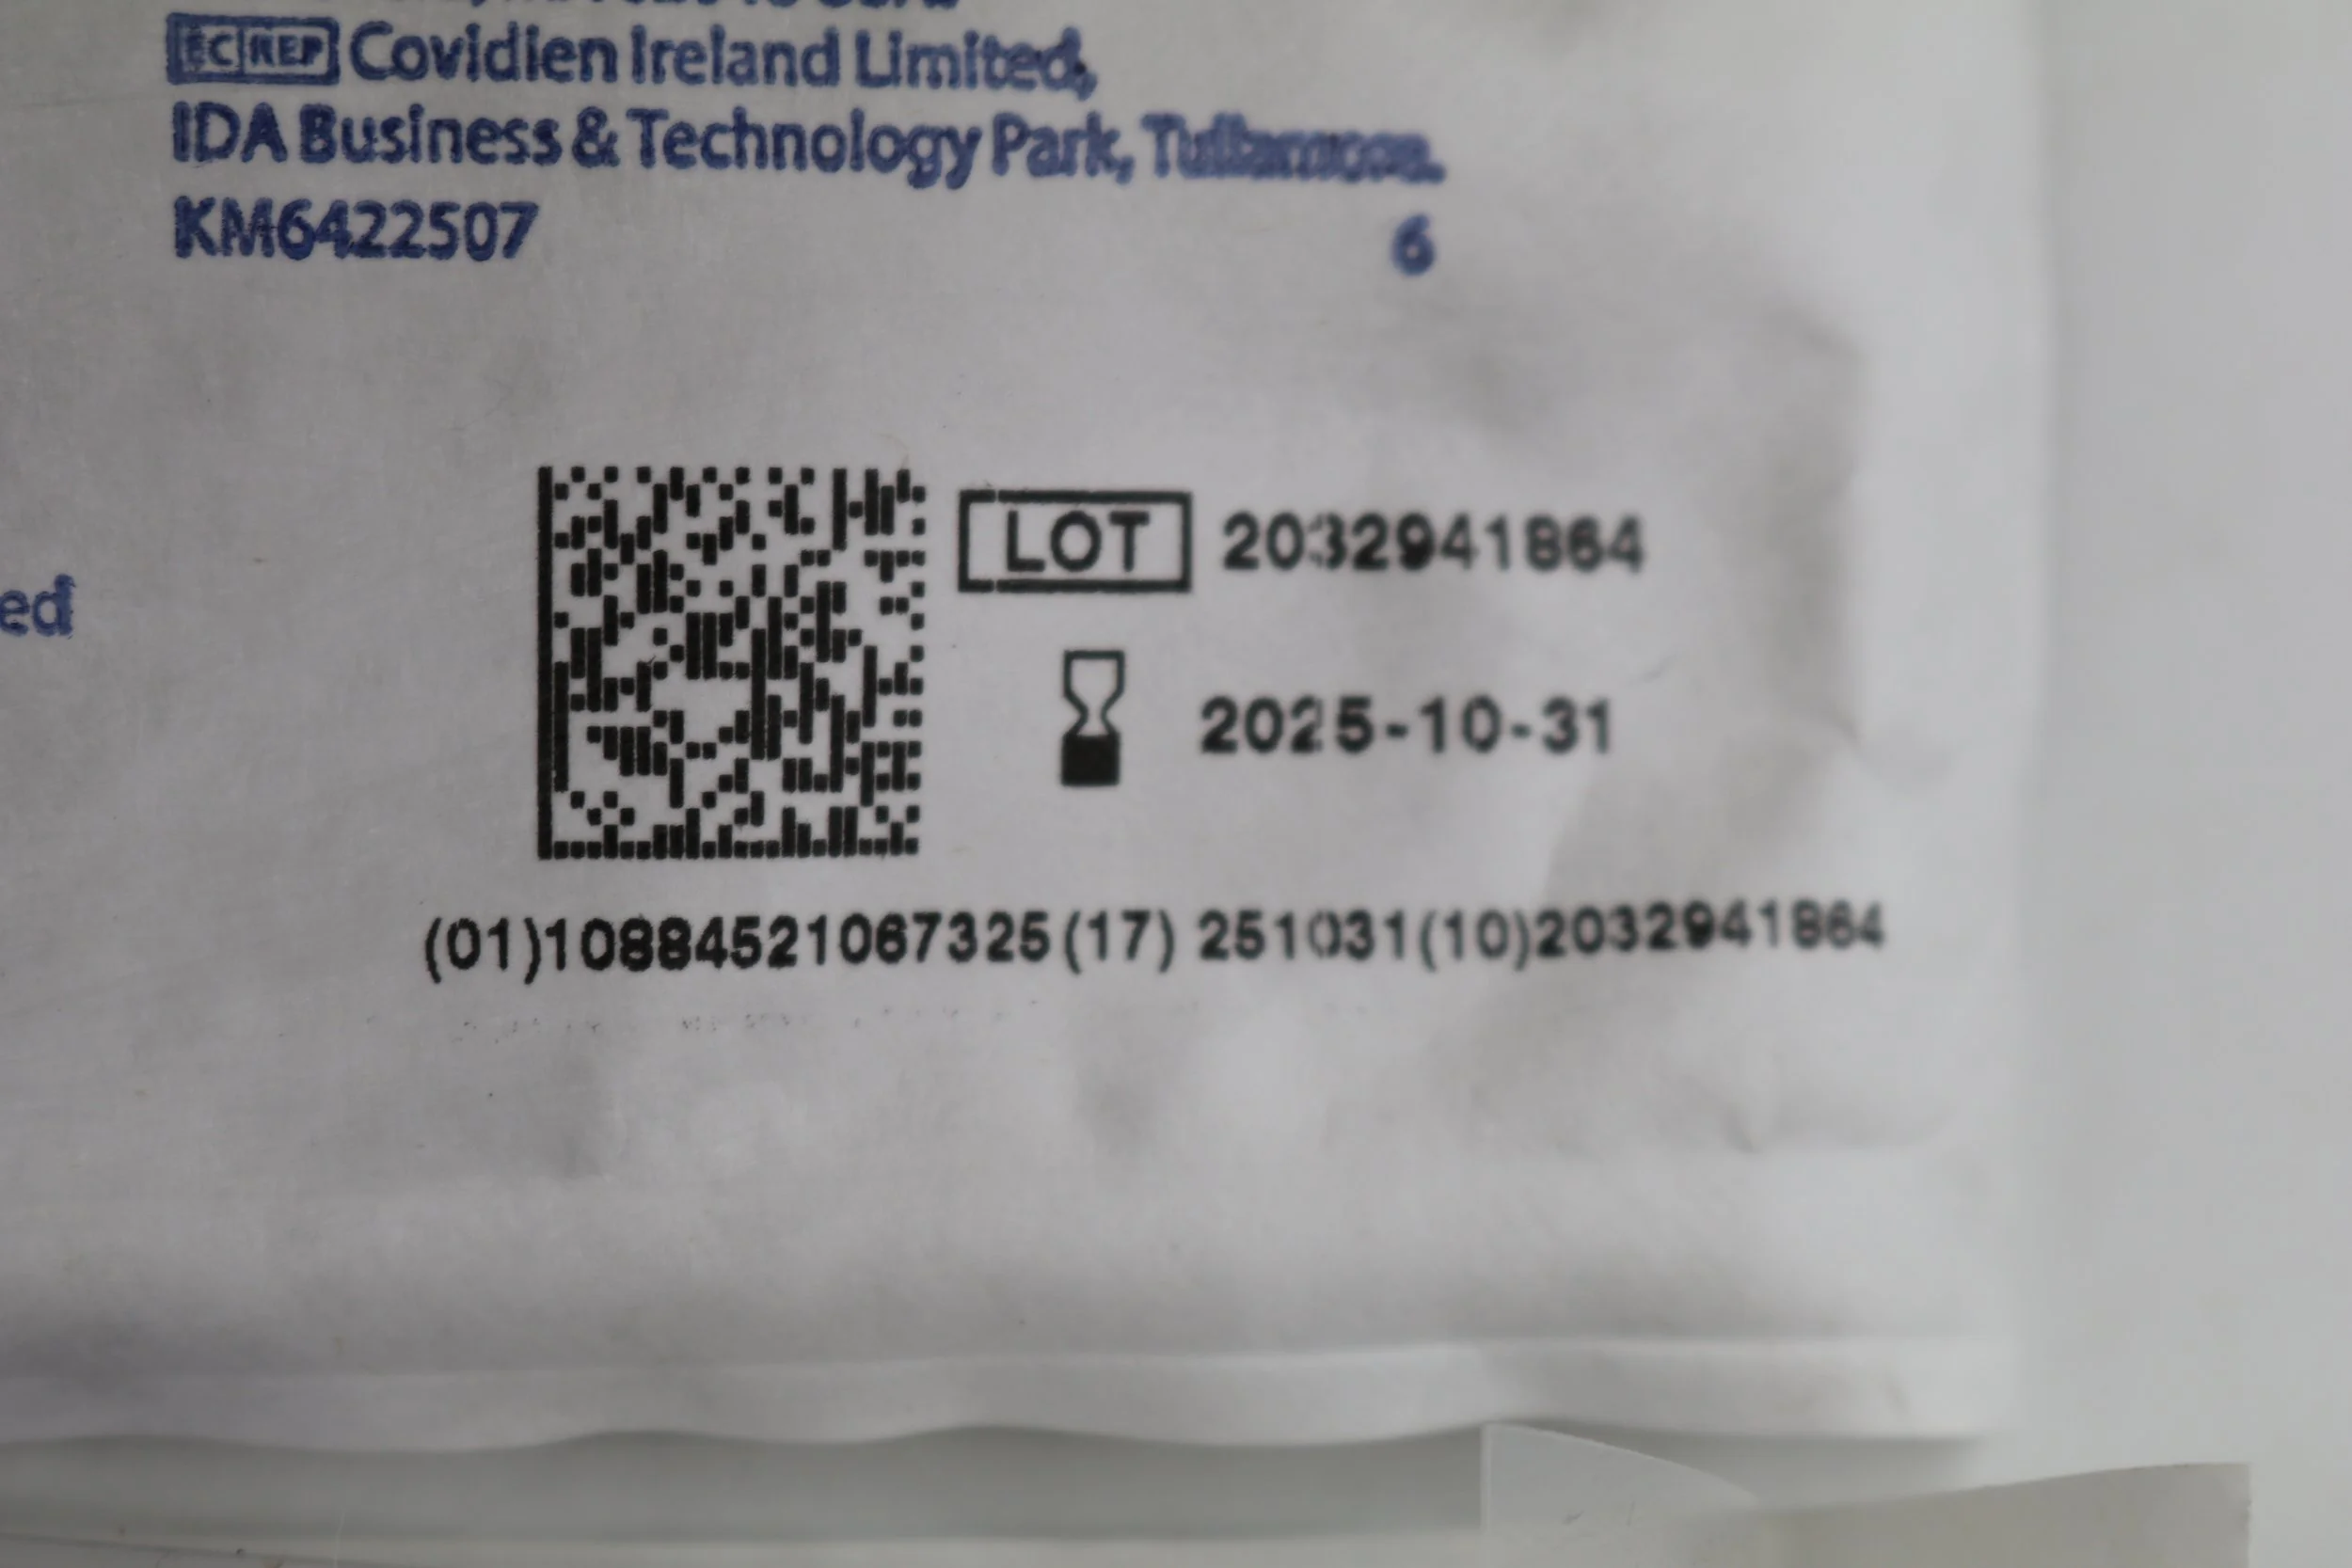 EC REP Covidien Ireland Limited,
IDA Business & Technology Park, Tullamore.
KM6422507 6
ed
LOT 2032941864
2025-10-31
(01)10884521067325(17) 251031(10)2032941864